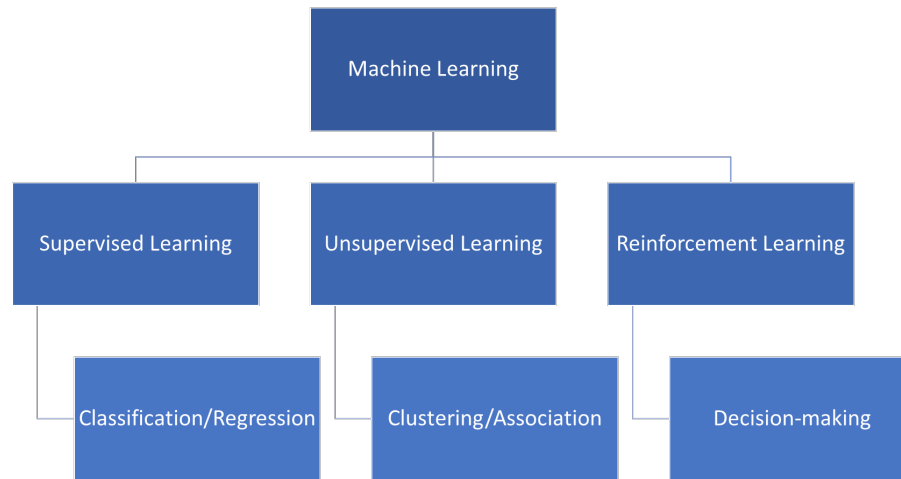 Machine Learning
Supervised Learning
Unsupervised Learning
Reinforcement Learning
Classification/Regression
Clustering/Association
Decision-making